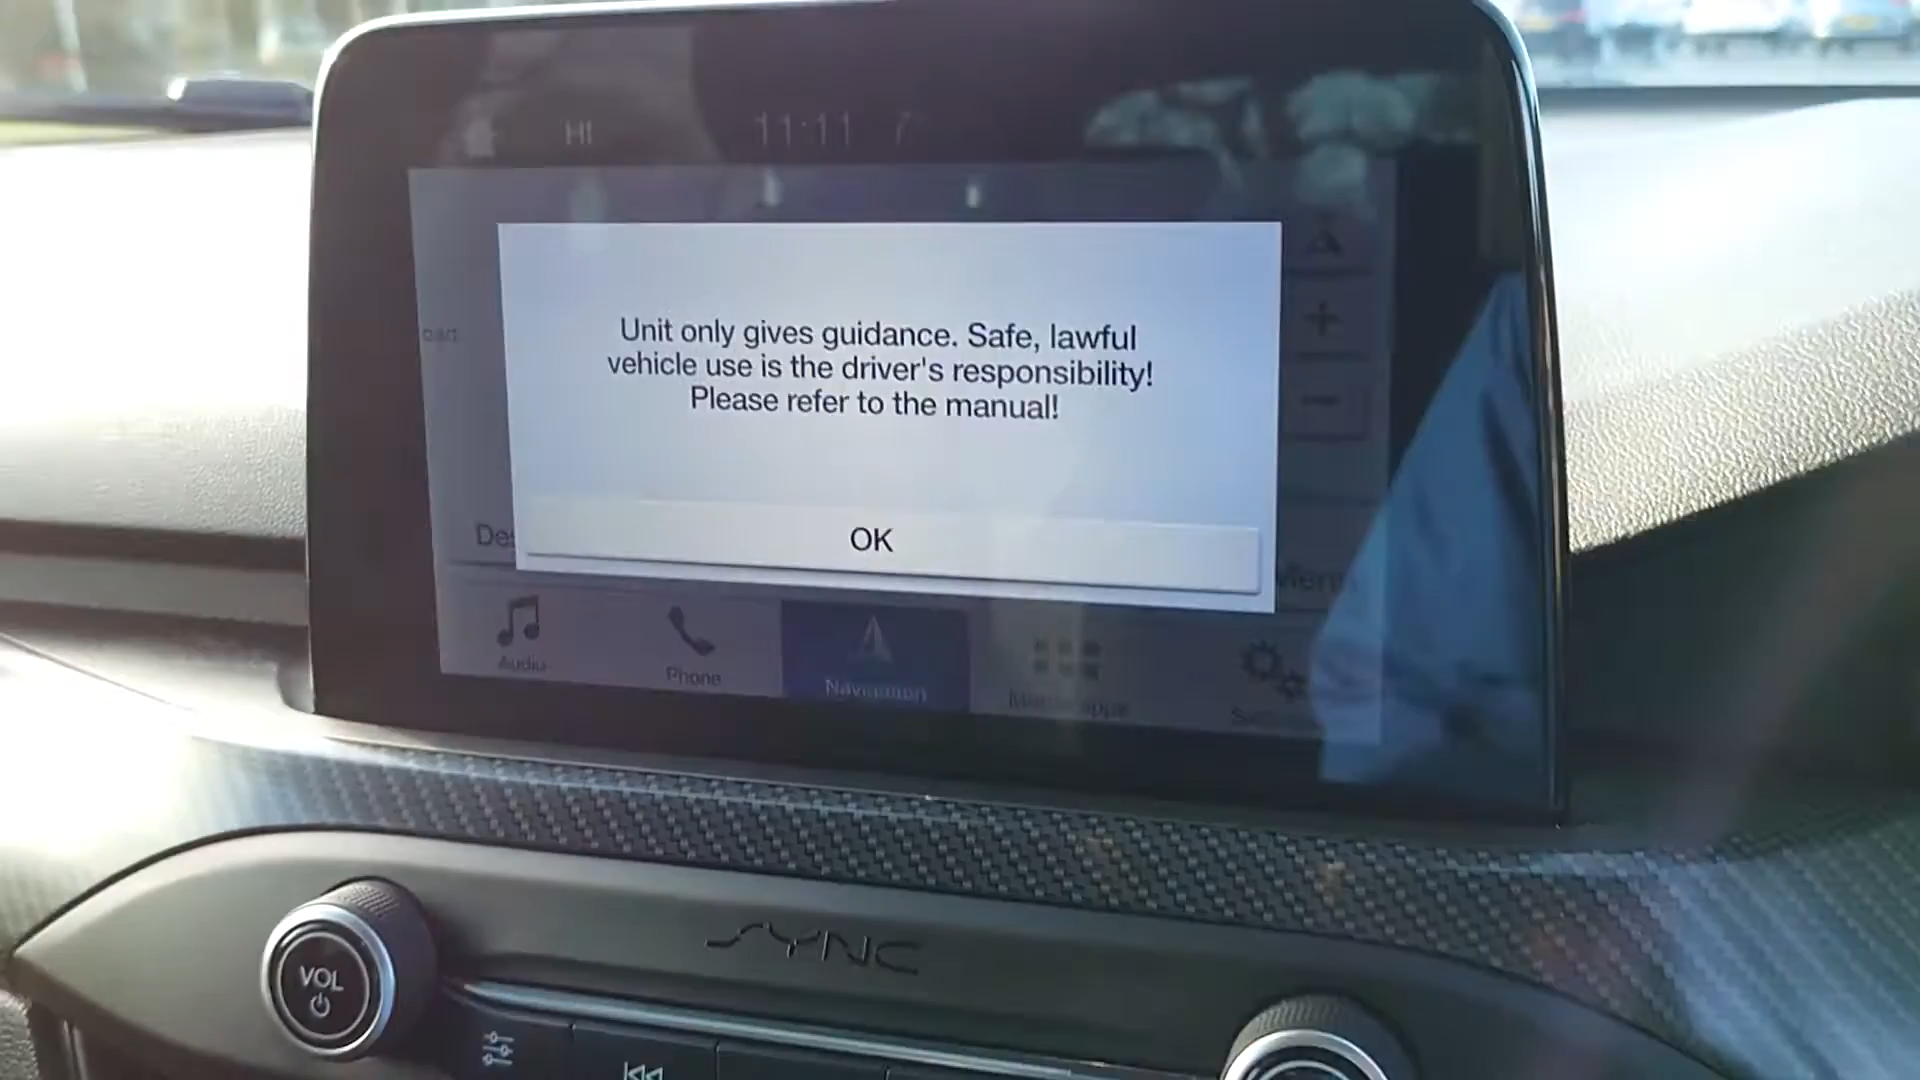 HI 11:11 7
Unit only gives guidance. Safe, lawful
vehicle use is the driver's responsibility!
Please refer to the manual!
OK
Audio
Phone
Navigation
SYNC
VOL